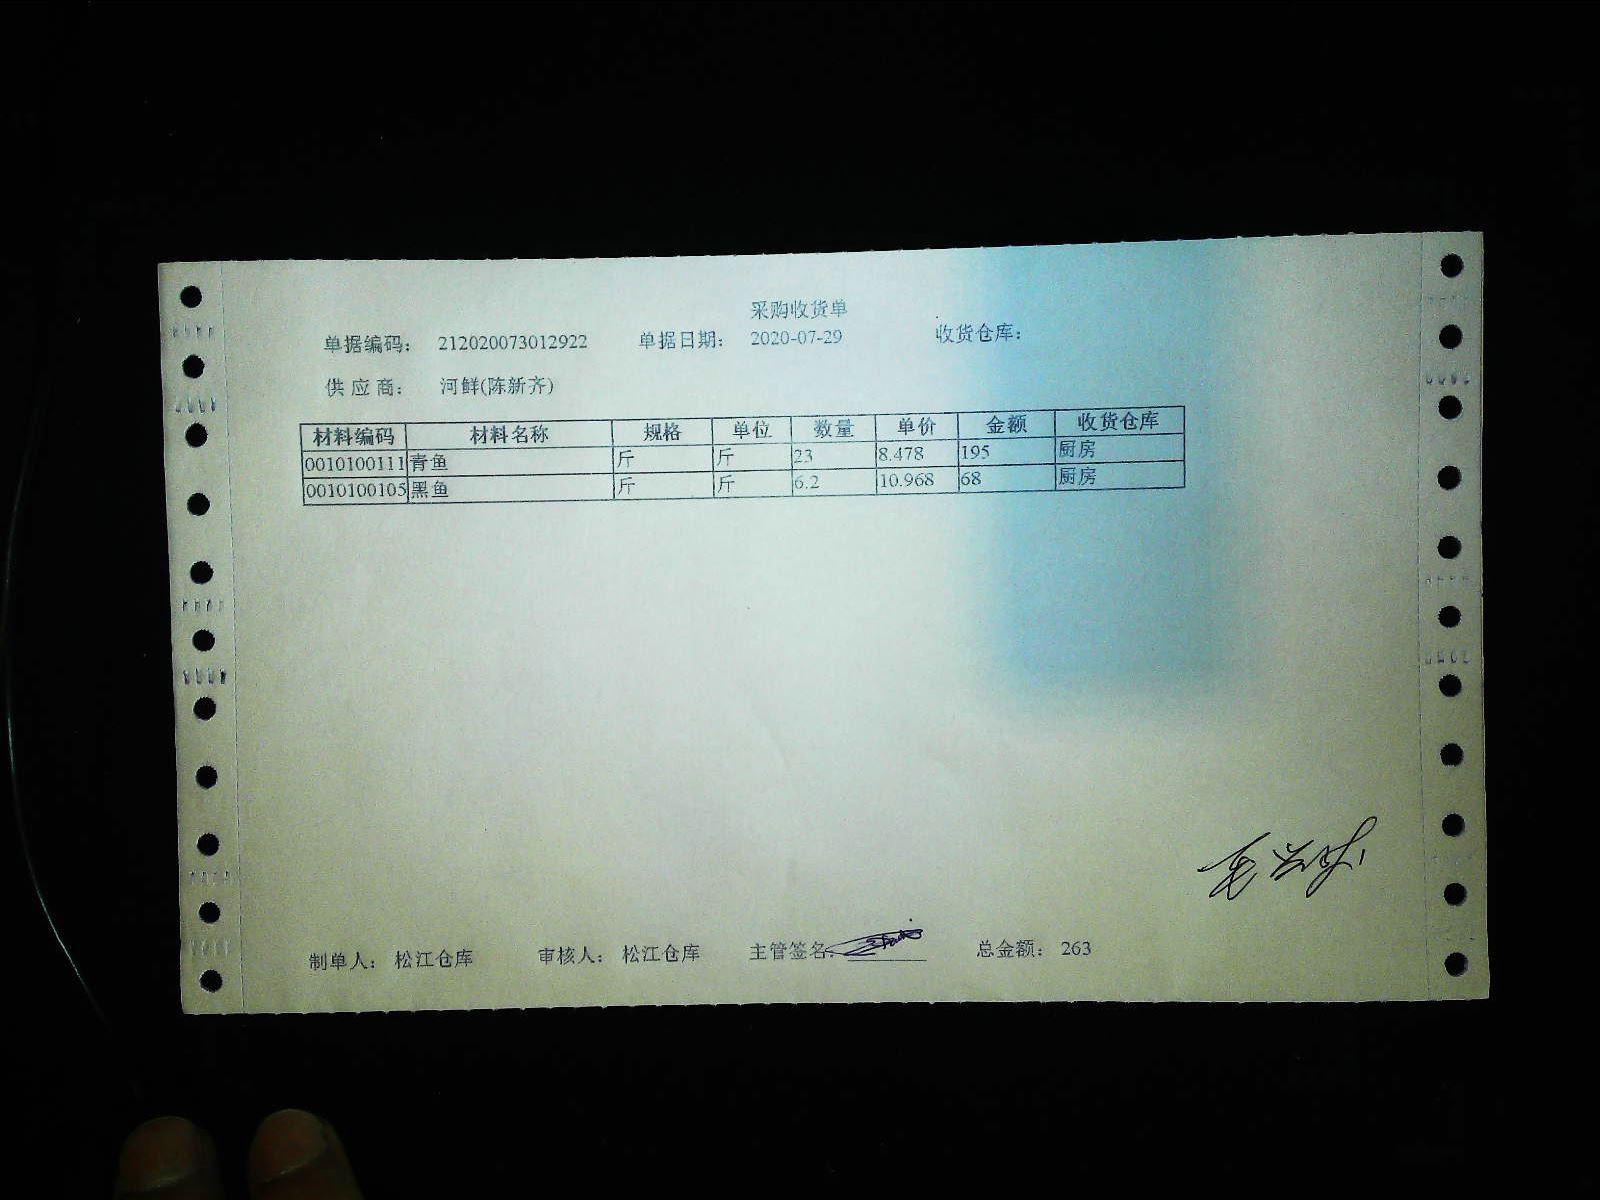 采购收货单
单据编码： 212020073012922 单据日期： 2020-07-29 收货仓库：
供应商： 河鲜(陈新齐)
材料编码 材料名称 规格 单位 数量 单价 金额 收货仓库
0010100111 青鱼 斤 斤 23 8.478 195 厨房
0010100105 黑鱼 斤 斤 6.2 10.968 68 厨房
制单人： 松江仓库 审核人： 松江仓库 主管签名： 总金额： 263